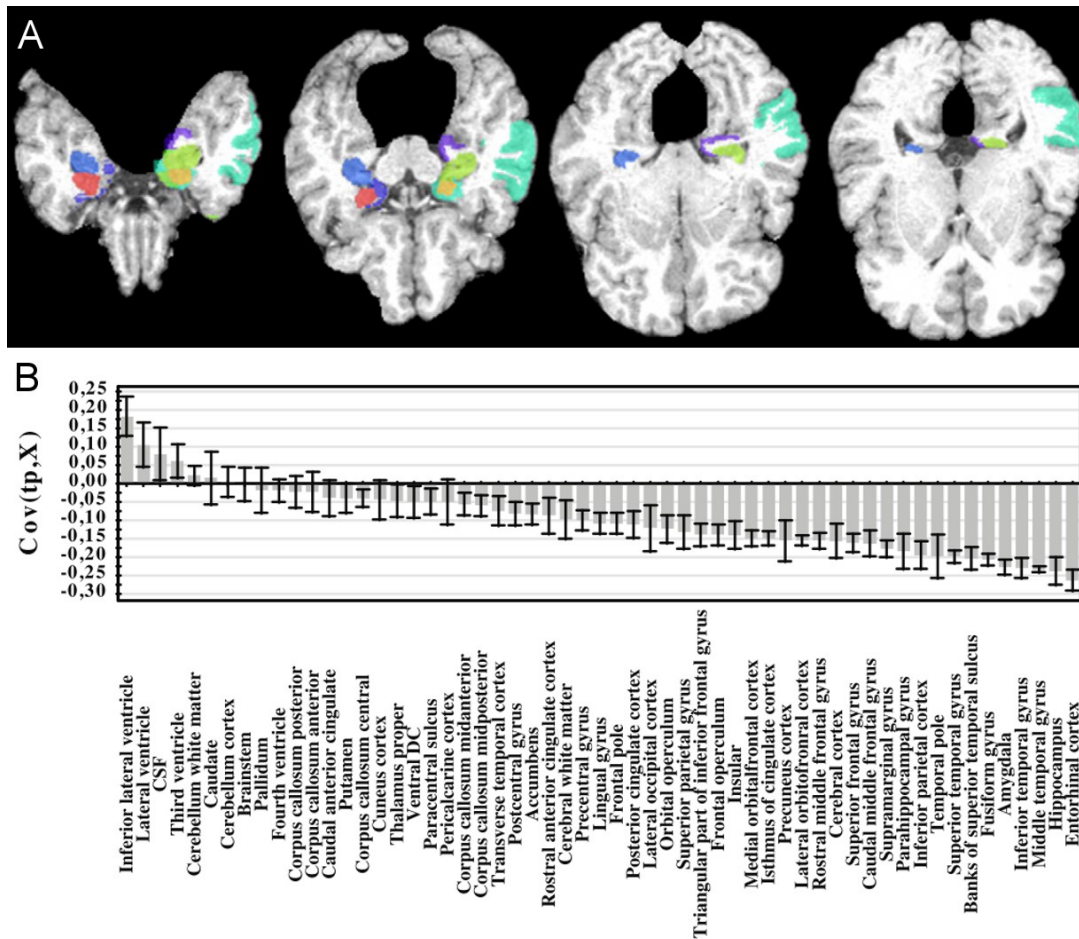 A
B
Cov(tp,X)
0,25
0,15
0,10
0,05
0,00
-0,05
-0,10
-0,15
-0,20
-0,25
-0,30
Inferior lateral ventricle
Lateral ventricle
CSF
Third ventricle
Cerebellum white matter
Caudate
Cerebellum cortex
Brainstem
Pallidum
Fourth ventricle
Corpus callosum posterior
Corpus callosum anterior
Caudal anterior cingulate
Putamen
Corpus callosum central
Cuneus cortex
Thalamus proper
Ventral DC
Paracentral sulcus
Pericalcarine cortex
Corpus callosum midanterior
Corpus callosum midposterior
Transverse temporal cortex
Postcentral gyrus
Accumbens
Rostral anterior cingulate cortex
Cerebral white matter
Precentral gyrus
Lingual gyrus
Frontal pole
Posterior cingulate cortex
Lateral occipital cortex
Orbital operculum
Superior parietal gyrus
Triangular part of inferior frontal gyrus
Frontal operculum
Insular
Medial orbitalfrontal cortex
Isthmus of cingulate cortex
Precuneus cortex
Lateral orbitofronral cortex
Rostral middle frontal gyrus
Cerebral cortex
Superior frontal gyrus
Caudal middle frontal gyrus
Supramarginal gyrus
Parahippocampal gyrus
Inferior parietal cortex
Temporal pole
Superior temporal gyrus
Banks of superior temporal sulcus
Fusiform gyrus
Amygdala
Inferior temporal gyrus
Middle temporal gyrus
Hippocampus
Entorhinal cortex